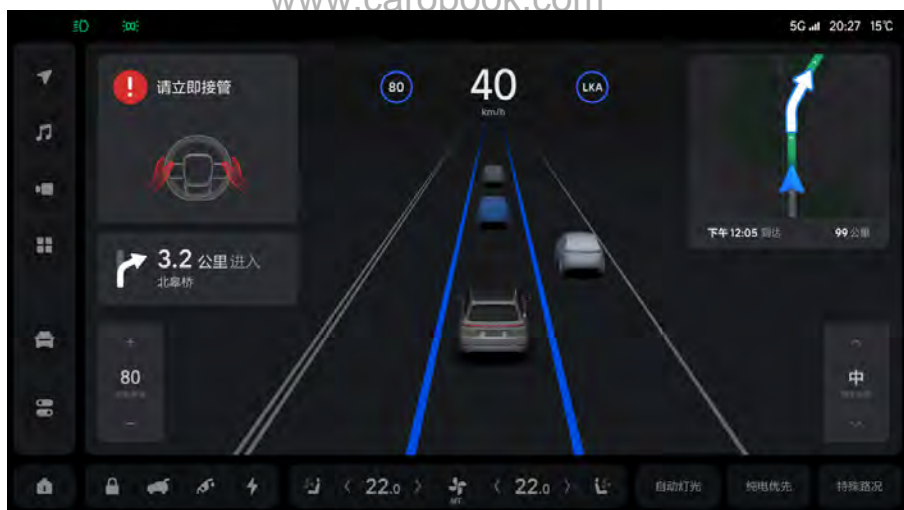 www.carobook.com
5G 20:27 15℃
请立即接管
80
40
km/h
LKA
下午12:05 到达 99公里
3.2 公里进入
北皋桥
+
80
-
中
22.0
22.0
自动灯光
纯电优先
特殊路况